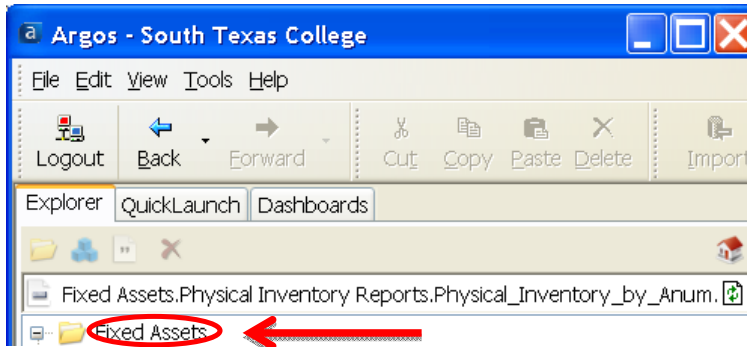 Argos - South Texas College
File Edit View Tools Help
Logout Back Forward Cut Copy Paste Delete Import
Explorer QuickLaunch Dashboards
Fixed Assets.Physical Inventory Reports.Physical_Inventory_by_Anum.
Fixed Assets